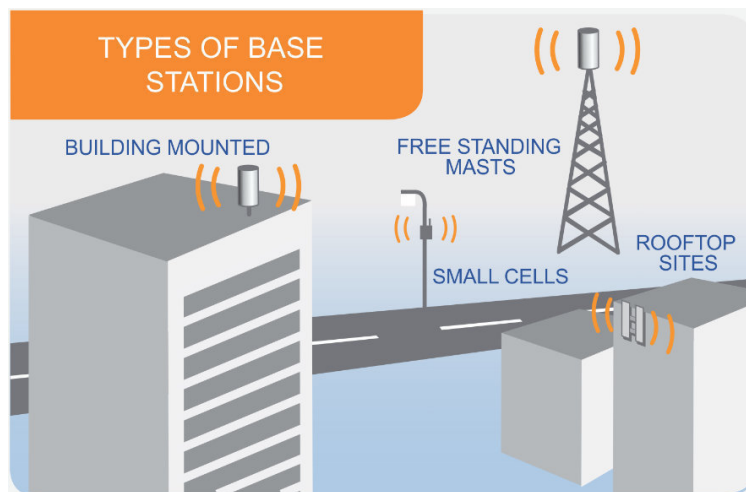 TYPES OF BASE
STATIONS
BUILDING MOUNTED
FREE STANDING
MASTS
ROOFTOP
SITES
SMALL CELLS